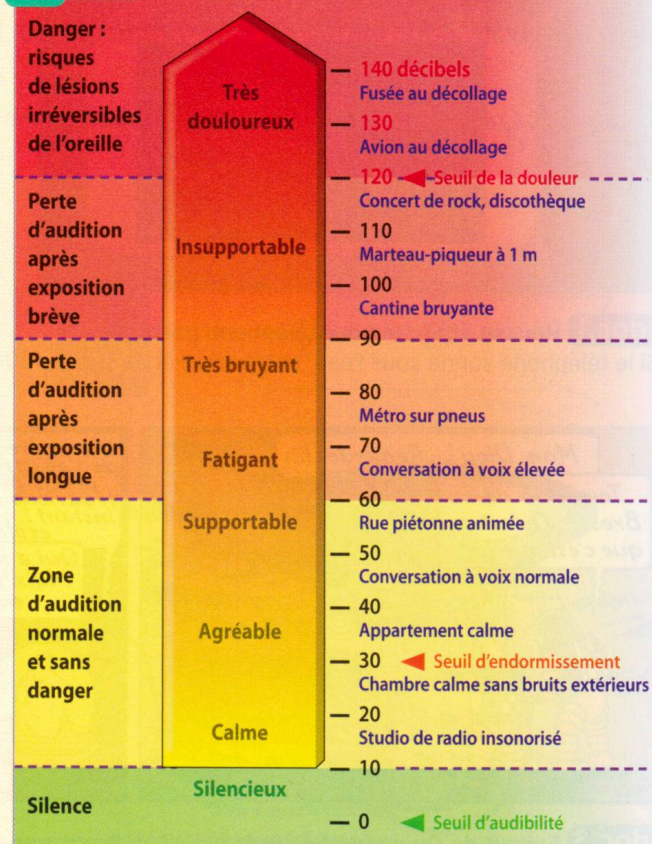 Danger :
risques
de lésions
irréversibles
de l'oreille
Perte
d'audition
après
exposition
brève
Perte
d'audition
après
exposition
longue
Zone
d'audition
normale
et sans
danger
Silence
Très
douloureux
Insupportable
Très bruyant
Fatigant
Supportable
Agréable
Calme
Silencieux
140 décibels
Fusée au décollage
130
Avion au décollage
120 Seuil de la douleur
Concert de rock, discothèque
110
Marteau-piqueur à 1 m
100
Cantine bruyante
90
80
Métro sur pneus
70
Conversation à voix élevée
60
Rue piétonne animée
50
Conversation à voix normale
40
Appartement calme
30 Seuil d'endormissement
Chambre calme sans bruits extérieurs
20
Studio de radio insonorisé
10
0 Seuil d'audibilité